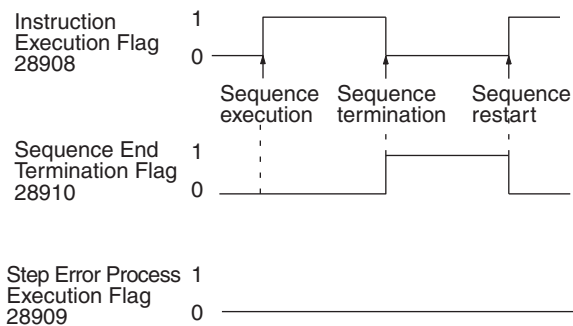 Instruction
Execution Flag
28908
1
0
Sequence execution
Sequence termination
Sequence restart
Sequence End
Termination Flag
28910
1
0
Step Error Process
Execution Flag
28909
1
0